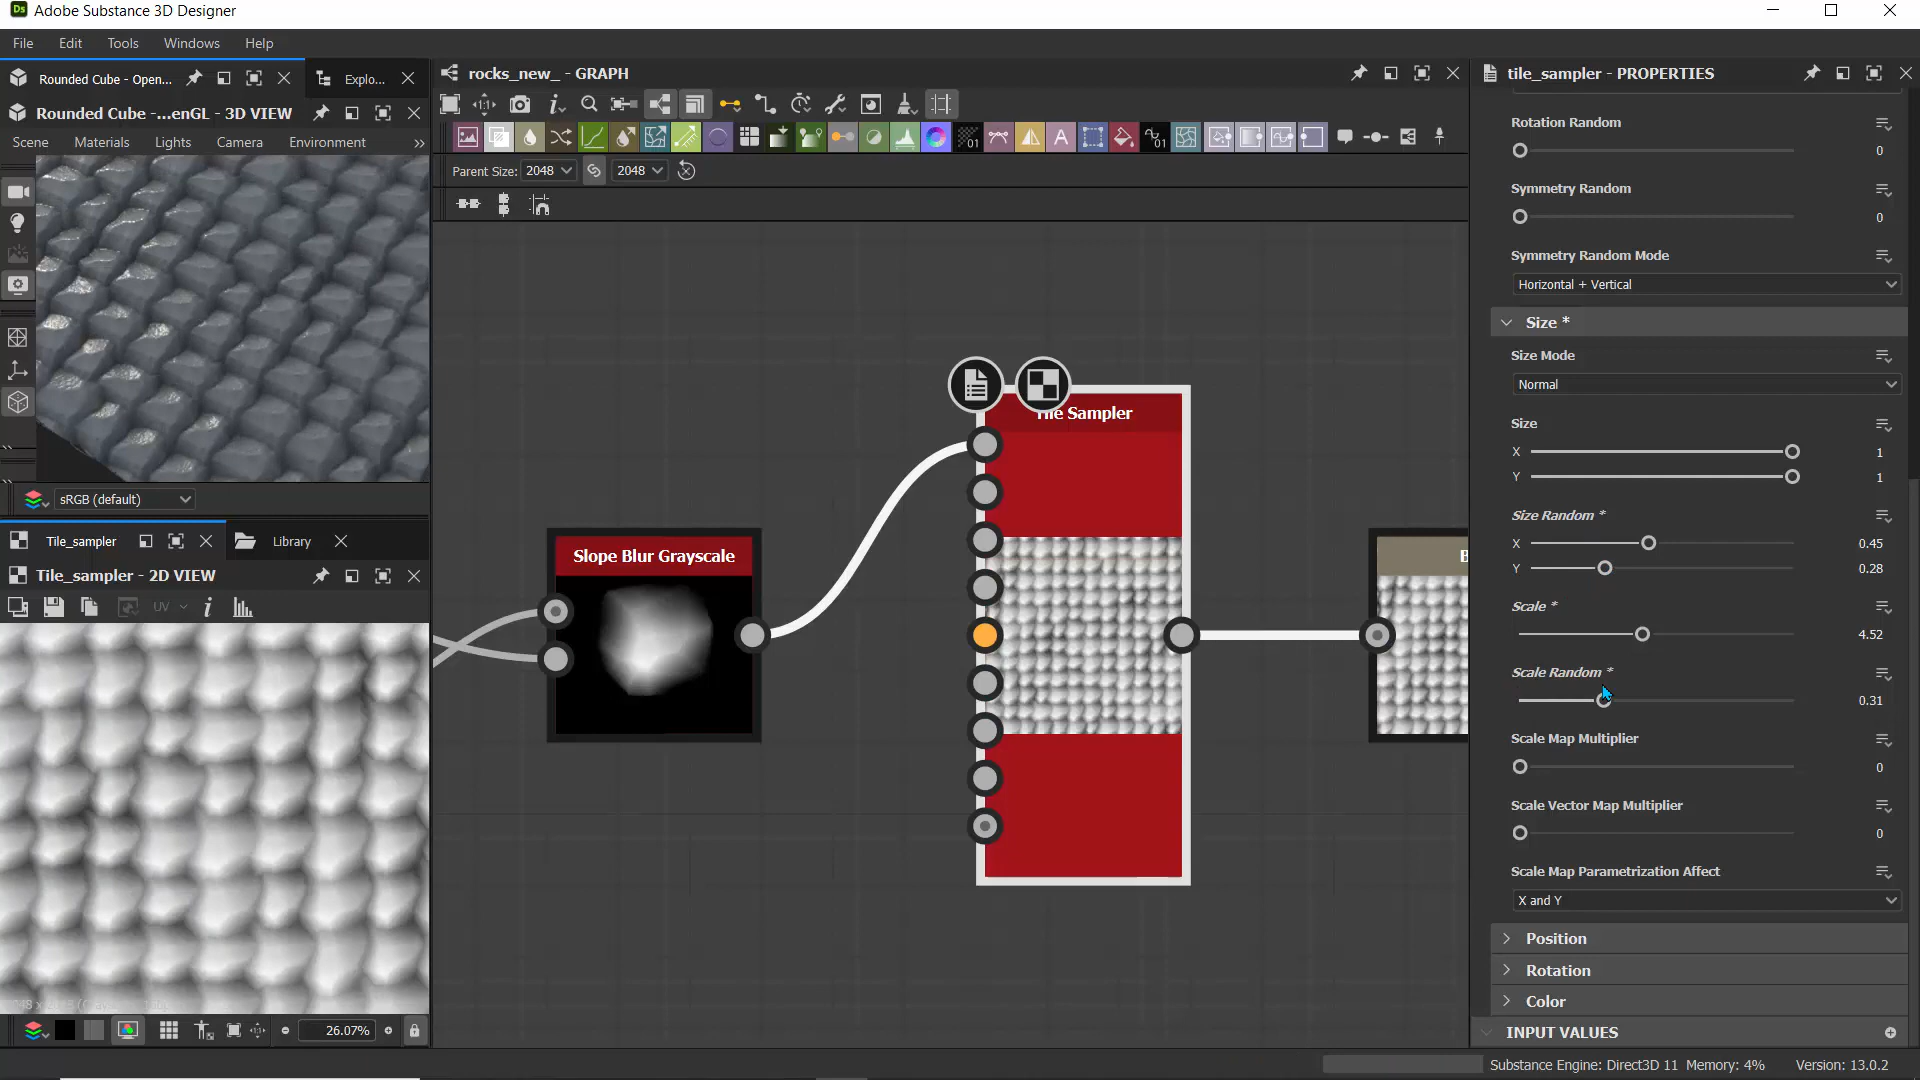 Ds Adobe Substance 3D Designer
File Edit Tools Windows Help
Rounded Cube - Open...
Explo...
Rounded Cube -...enGL - 3D VIEW
Scene Materials Lights Camera Environment »
sRGB (default)
Tile_sampler
Library
Tile_sampler - 2D VIEW
UV
26.07%
rocks_new_ - GRAPH
Parent Size: 2048 2048
Tile Sampler
Slope Blur Grayscale
B
tile_sampler - PROPERTIES
Rotation Random
0
Symmetry Random
0
Symmetry Random Mode
Horizontal + Vertical
Size *
Size Mode
Normal
Size
X 1
Y 1
Size Random *
X 0.45
Y 0.28
Scale *
4.52
Scale Random *
0.31
Scale Map Multiplier
0
Scale Vector Map Multiplier
0
Scale Map Parametrization Affect
X and Y
Position
Rotation
Color
INPUT VALUES
Substance Engine: Direct3D 11 Memory: 4% Version: 13.0.2